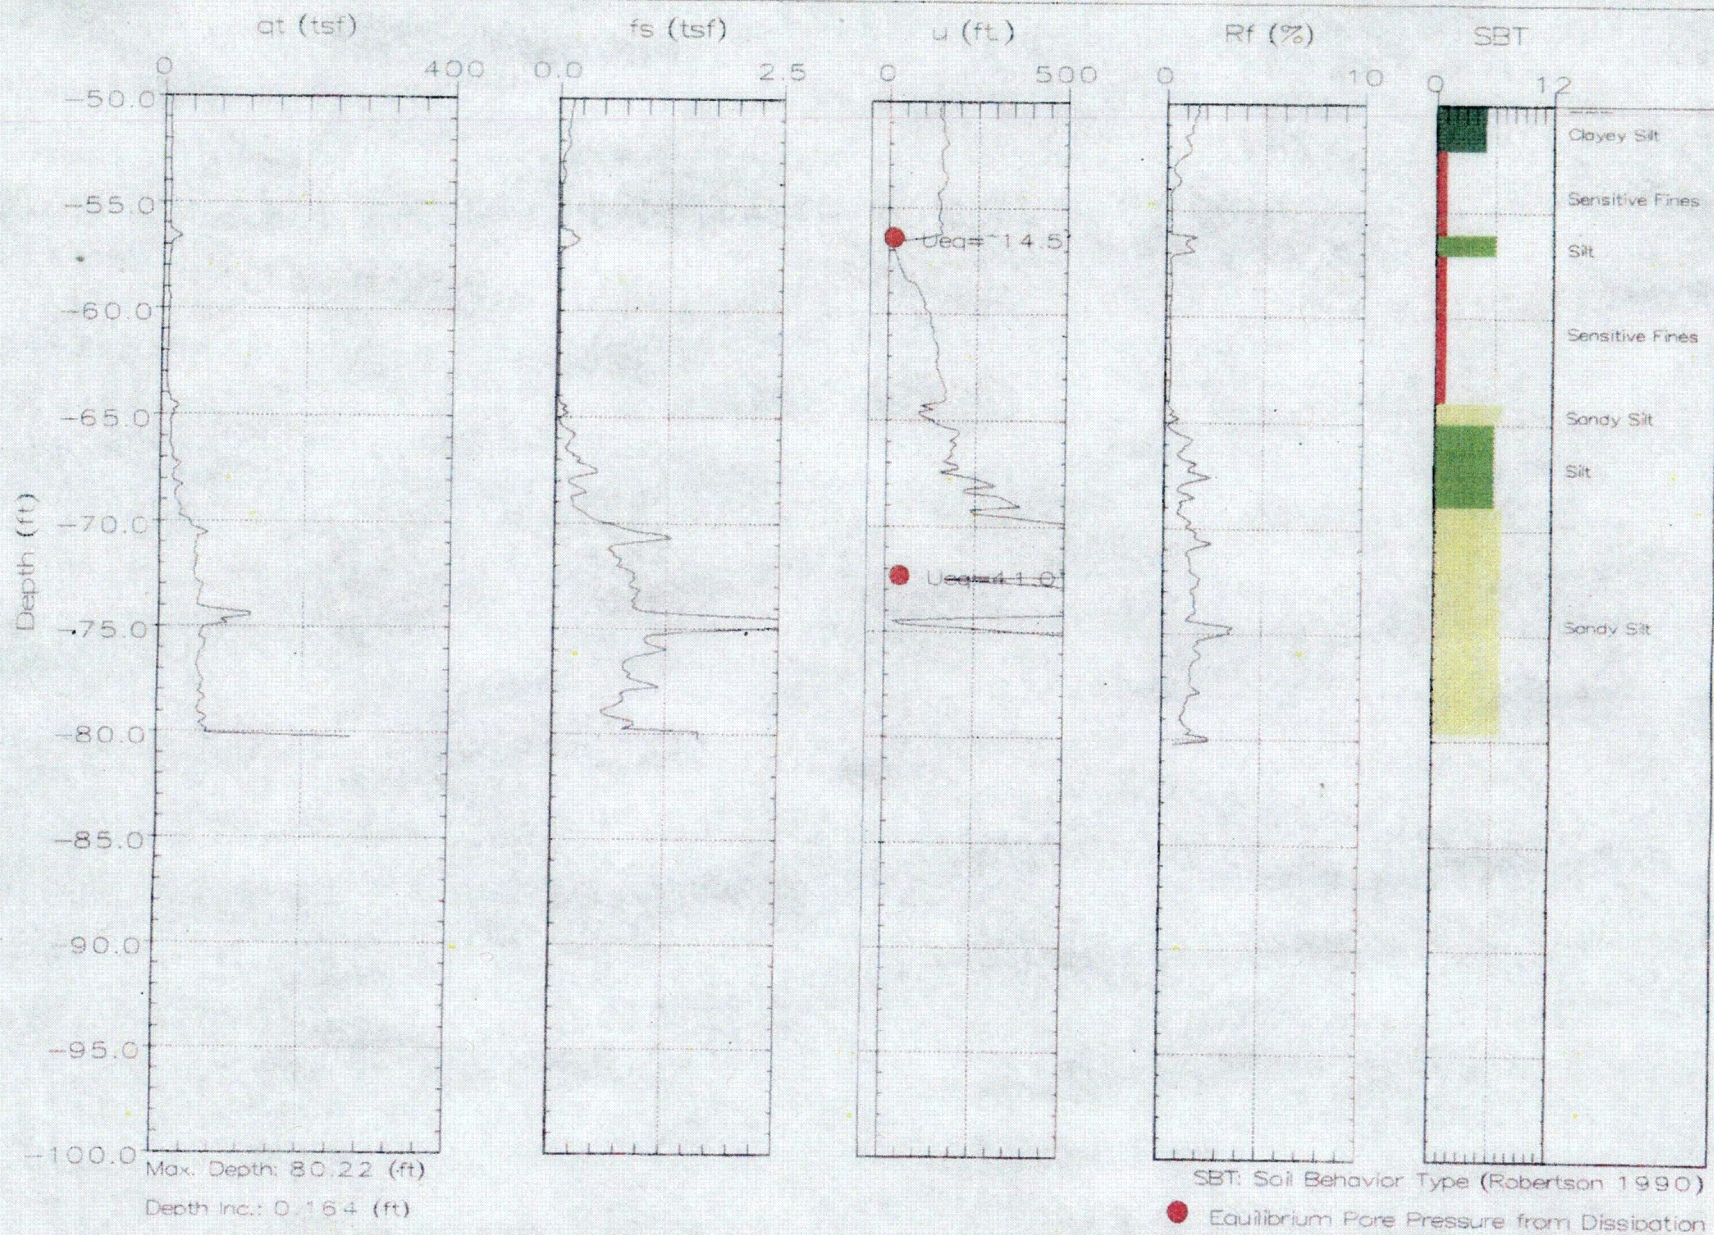 qt (tsf)
fs (tsf)
u (ft.)
Rf (%)
SBT
0 400
0.0 2.5
0 500
0 10
0 12
-50.0
-55.0
-60.0
-65.0
-70.0
-75.0
-80.0
-85.0
-90.0
-95.0
-100.0
Depth (ft)
Ueq=~14.5
Ueq=41.0
Clayey Silt
Sensitive Fines
Silt
Sensitive Fines
Sandy Silt
Silt
Sandy Silt
Max. Depth: 80.22 (ft)
Depth Inc.: 0.164 (ft)
SBT: Soil Behavior Type (Robertson 1990)
Equilibrium Pore Pressure from Dissipation